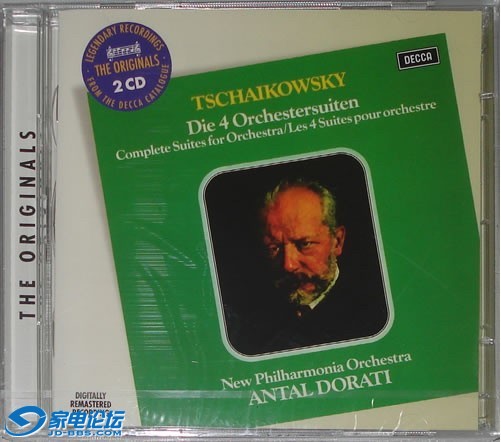 LEGENDARY RECORDINGS
THE ORIGINALS
2 CD
FROM THE DECCA CATALOGUE
DECCA
TSCHAIKOWSKY
Die 4 Orchestersuiten
Complete Suites for Orchestra/Les 4 Suites pour orchestre
THE ORIGINALS
New Philharmonia Orchestra
ANTAL DORATI
DIGITALLY
REMASTERED
RECORDINGS
家电论坛
JD-BBS.COM